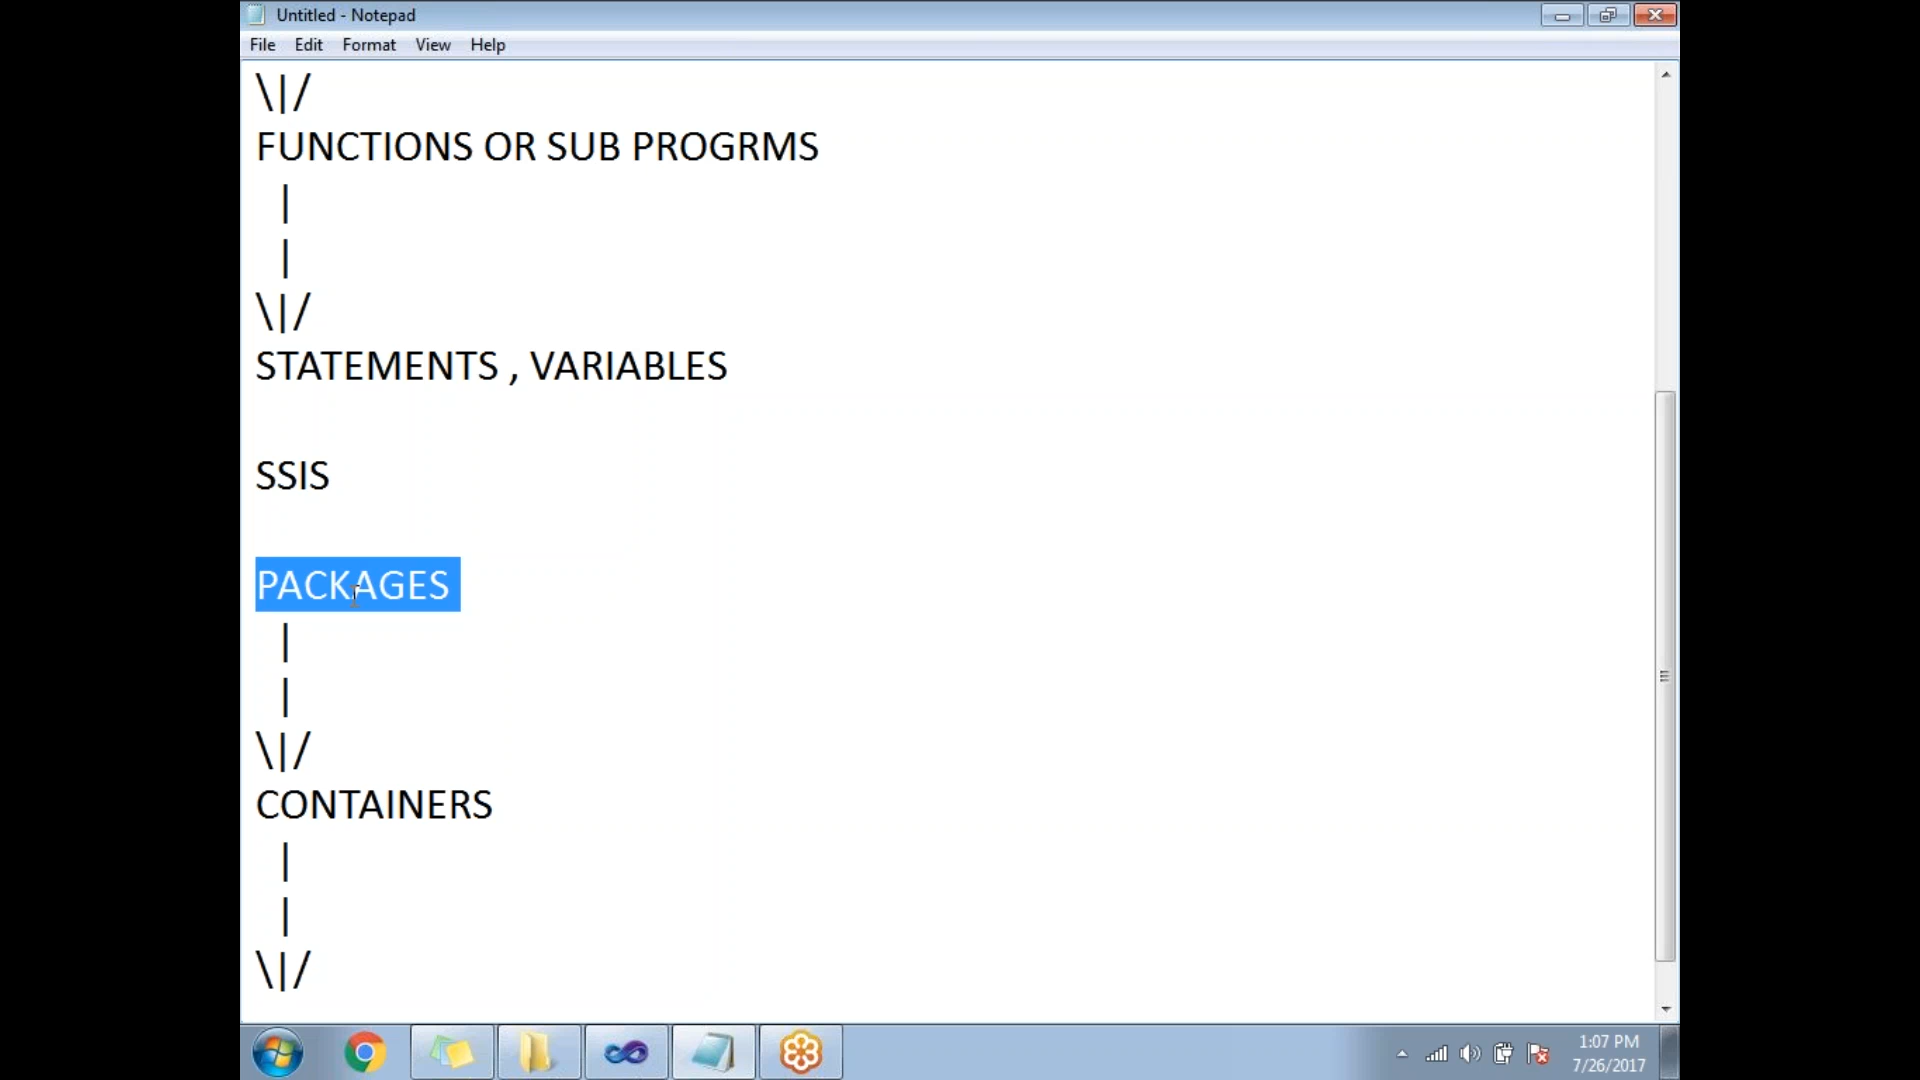 Untitled - Notepad
File Edit Format View Help
\|/
FUNCTIONS OR SUB PROGRMS
|
|
\|/
STATEMENTS , VARIABLES
SSIS
PACKAGES
|
|
\|/
CONTAINERS
|
|
\|/
1:07 PM
7/26/2017